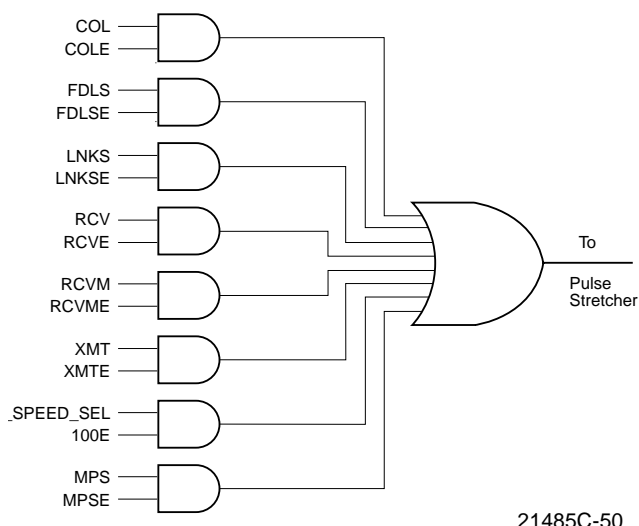 COL
COLE
FDLS
FDLSE
LNKS
LNKSE
RCV
RCVE
RCVM
RCVME
XMT
XMTE
_SPEED_SEL
100E
MPS
MPSE
To
Pulse
Stretcher
21485C-50